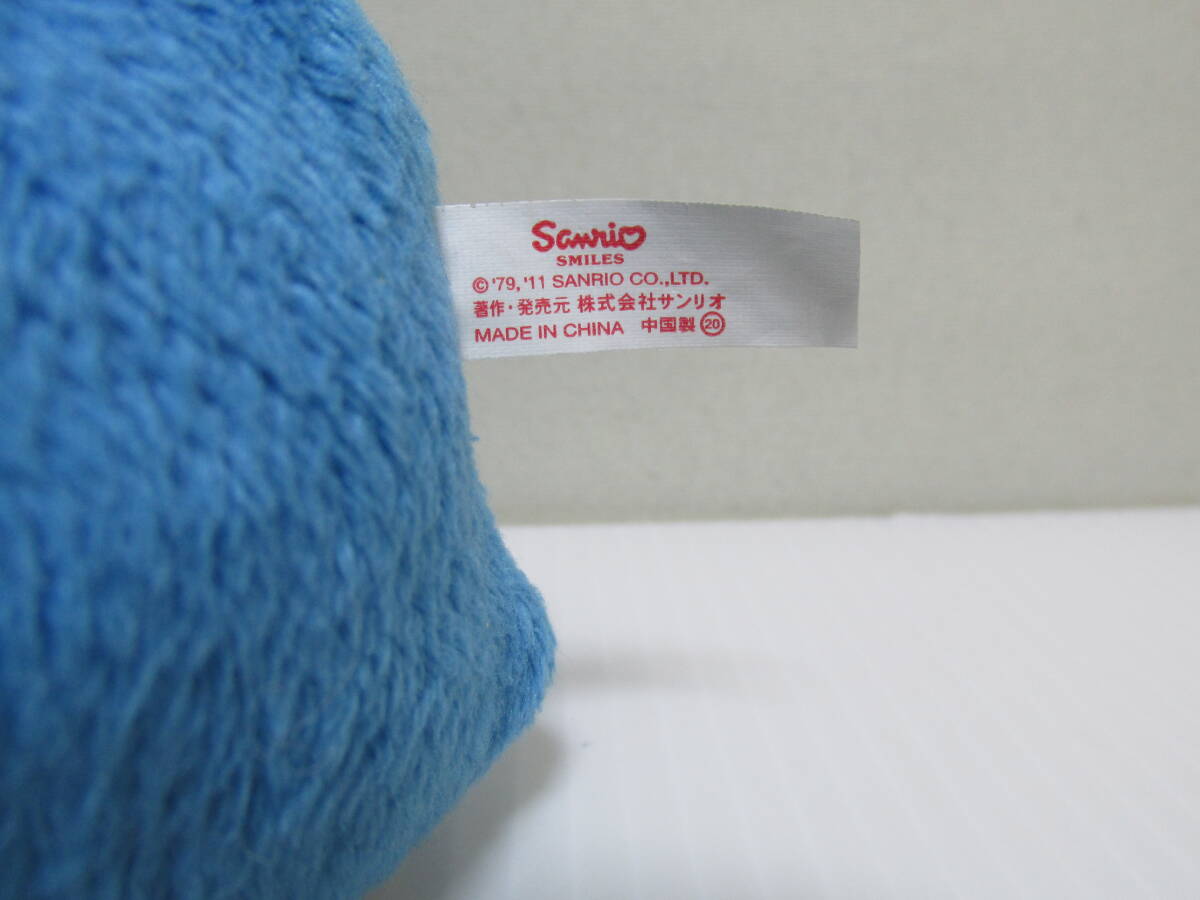 Sanrio
SMILES
© '79, '11 SANRIO CO.,LTD.
著作・発売元 株式会社サンリオ
MADE IN CHINA 中国製 ⑳